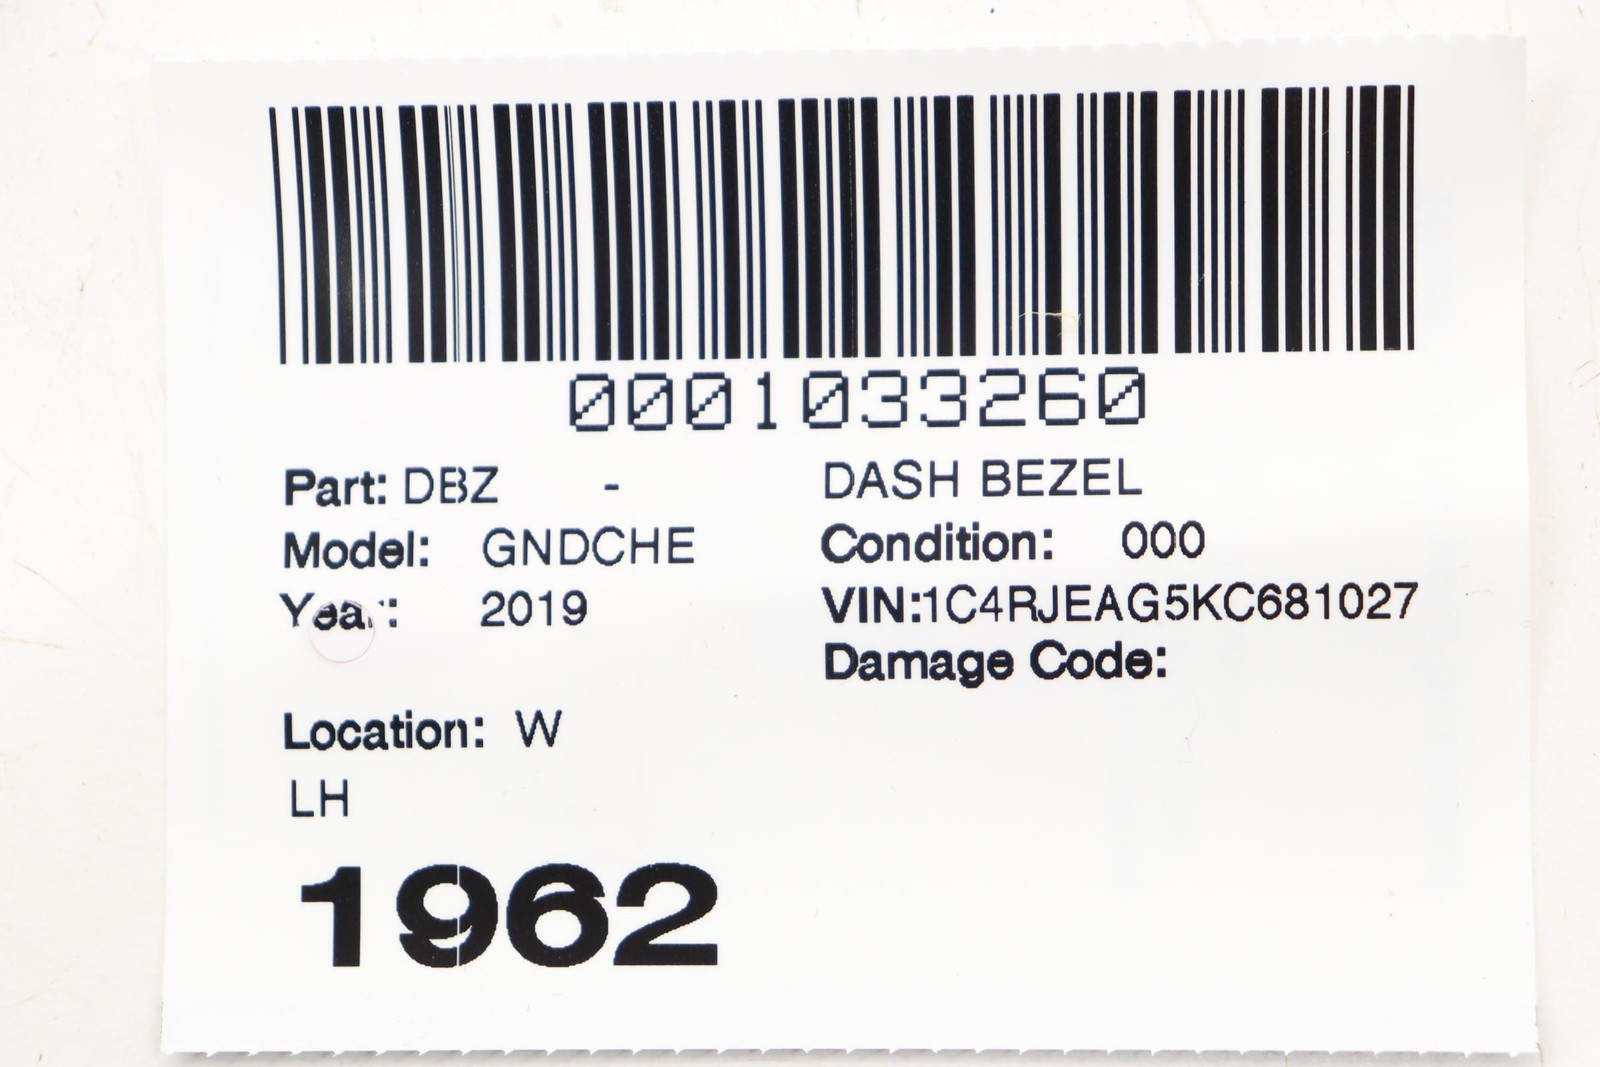 0001033260
Part: DBZ - DASH BEZEL
Model: GNDCHE Condition: 000
Year: 2019 VIN:1C4RJEAG5KC681027
Damage Code:
Location: W
LH
1962